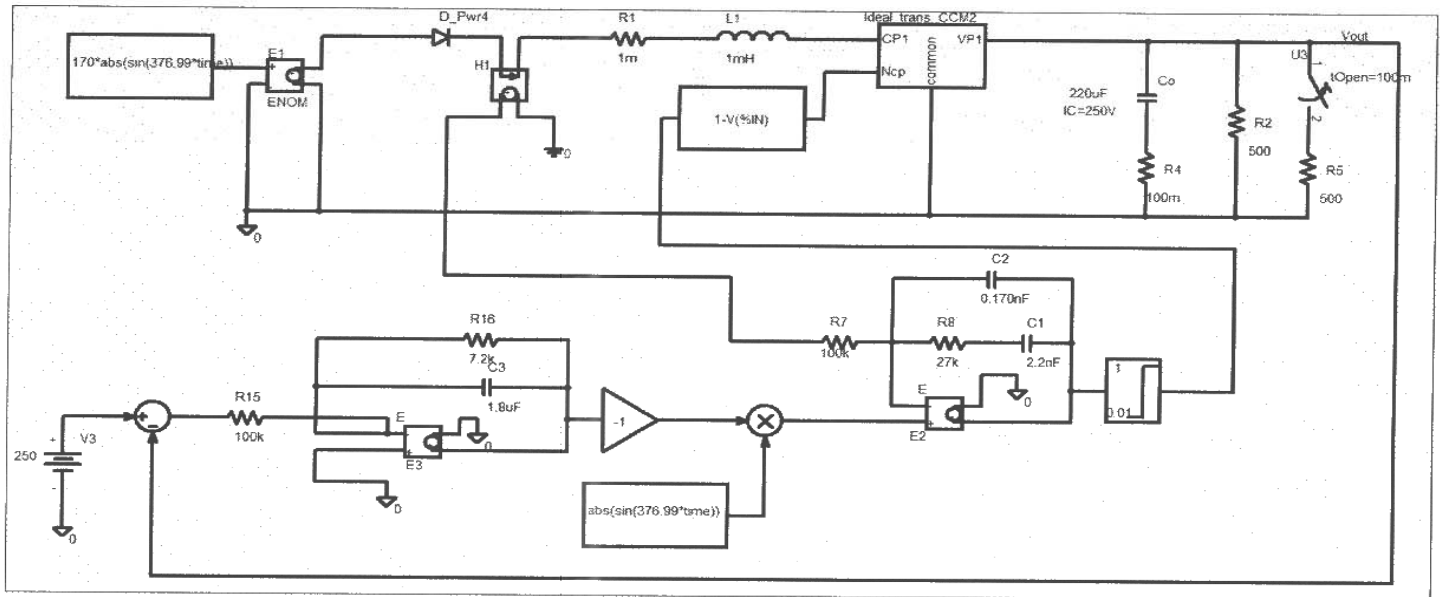 D_Pwr4
R1
L1
Ideal_trans_CCM2
170*abs(sin(376.99*time))
E1
+
-
ENOM
H1
1m
1mH
CP1
VP1
Ncp
common
Vout
U3
1
tOpen=100m
2
1-V(%IN)
220uF
IC=250V
Co
R2
500
R4
100m
R5
500
0
0
C2
0.170nF
R16
7.2k
C3
1.8uF
R7
100k
R8
27k
C1
2.2nF
R15
100k
E
-
+
E3
0
0
-1
E
-
+
E2
0
1
0.01
+
-
V3
250
+
-
0
abs(sin(376.99*time))